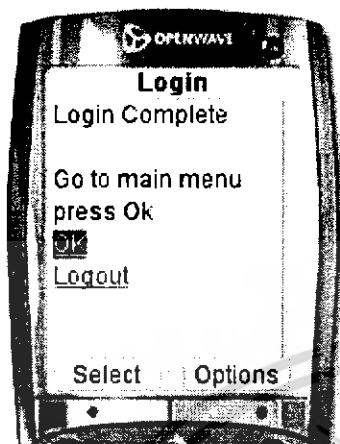 OPENWAVE
Login
Login Complete
Go to main menu
press Ok
OK
Logout
Select Options